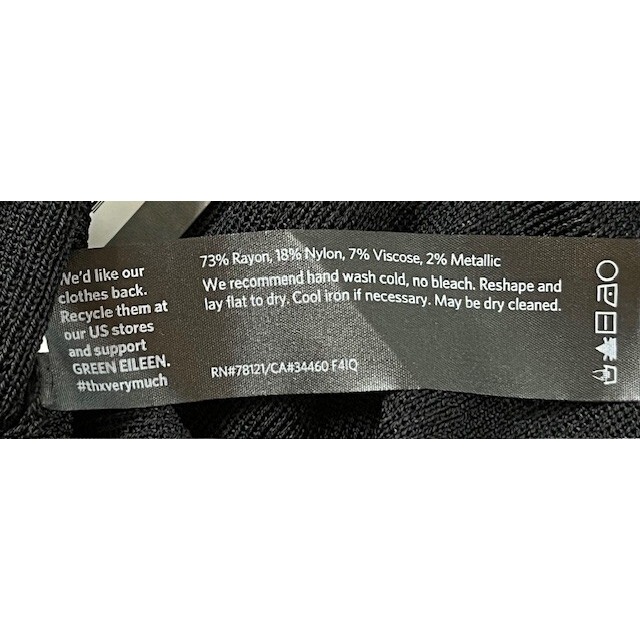 We'd like our
clothes back.
Recycle them at
our US stores
and support
GREEN EILEEN.
#thxverymuch
73% Rayon, 18% Nylon, 7% Viscose, 2% Metallic
We recommend hand wash cold, no bleach. Reshape and
lay flat to dry. Cool iron if necessary. May be dry cleaned.
RN#78121/CA#34460 F4IQ